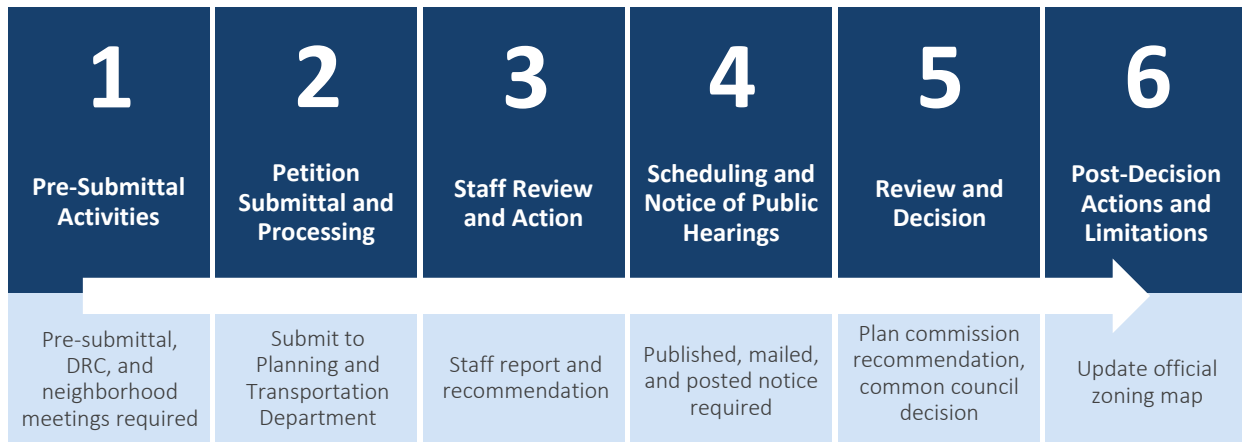 1
Pre-Submittal
Activities
2
Petition
Submittal and
Processing
3
Staff Review
and Action
4
Scheduling and
Notice of Public
Hearings
5
Review and
Decision
6
Post-Decision
Actions and
Limitations
Pre-submittal,
DRC, and
neighborhood
meetings required
Submit to
Planning and
Transportation
Department
Staff report and
recommendation
Published, mailed,
and posted notice
required
Plan commission
recommendation,
common council
decision
Update official
zoning map